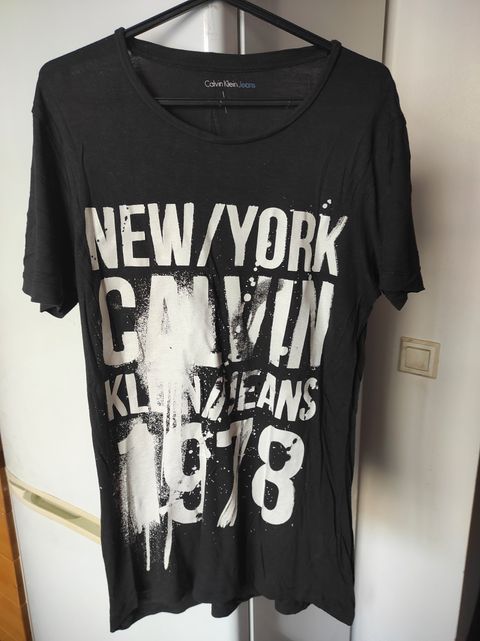 Calvin Klein Jeans
NEW/YORK
CALVIN
KLEIN/JEANS
1978